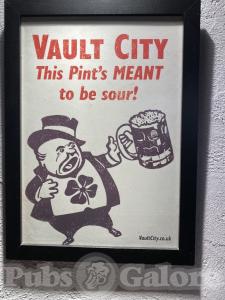 VAULT CITY
This Pint's MEANT
to be sour!
VaultCity.co.uk
Pubs Galore